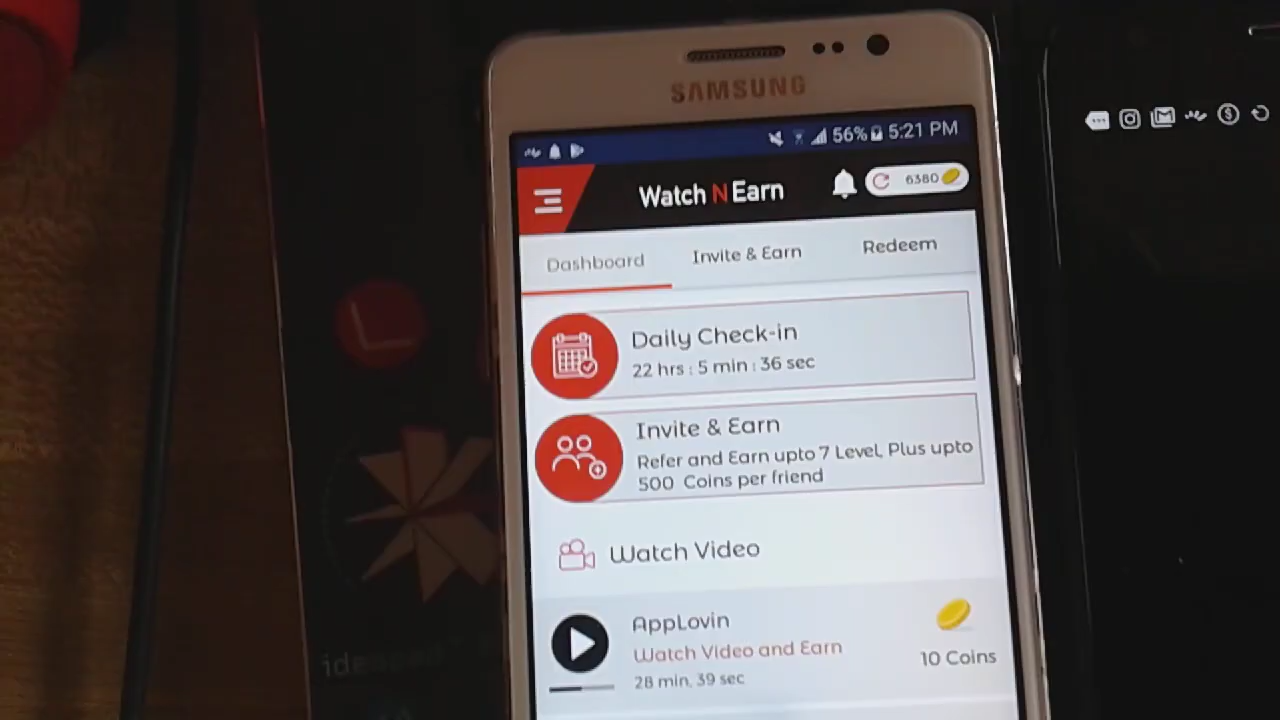 SAMSUNG
56% 5:21 PM
Watch N Earn
6380
Dashboard Invite & Earn Redeem
Daily Check-in
22 hrs : 5 min : 36 sec
Invite & Earn
Refer and Earn upto 7 Level, Plus upto
500 Coins per friend
Watch Video
AppLovin
Watch Video and Earn
28 min, 39 sec
10 Coins